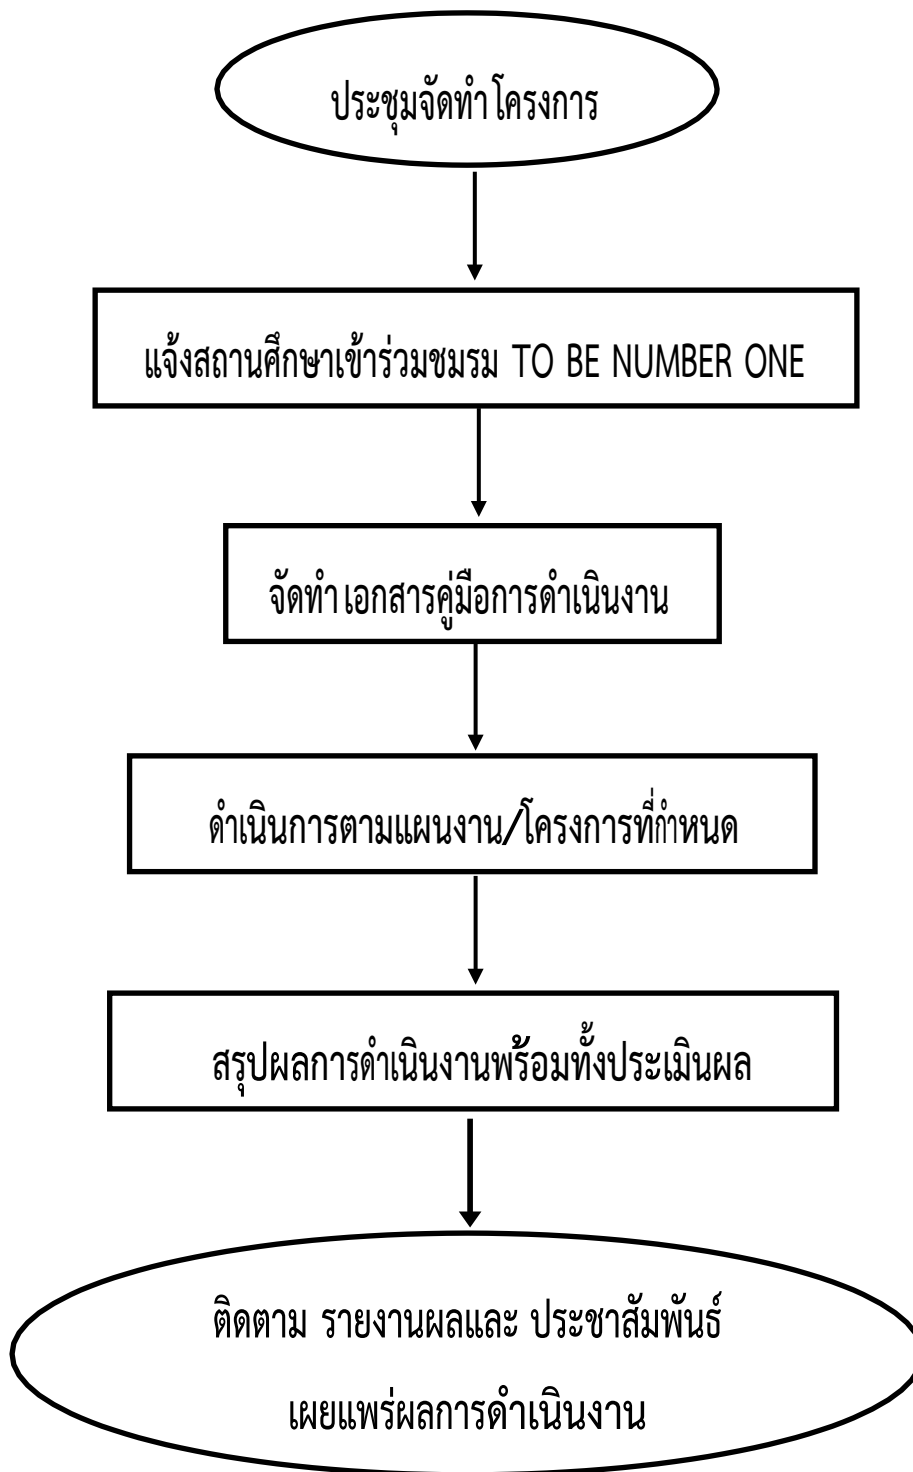 ประชุมจัดทำโครงการ
แจ้งสถานศึกษาเข้าร่วมชมรม TO BE NUMBER ONE
จัดทำเอกสารคู่มือการดำเนินงาน
ดำเนินการตามแผนงาน/โครงการที่กำหนด
สรุปผลการดำเนินงานพร้อมทั้งประเมินผล
ติดตาม รายงานผลและ ประชาสัมพันธ์
เผยแพร่ผลการดำเนินงาน